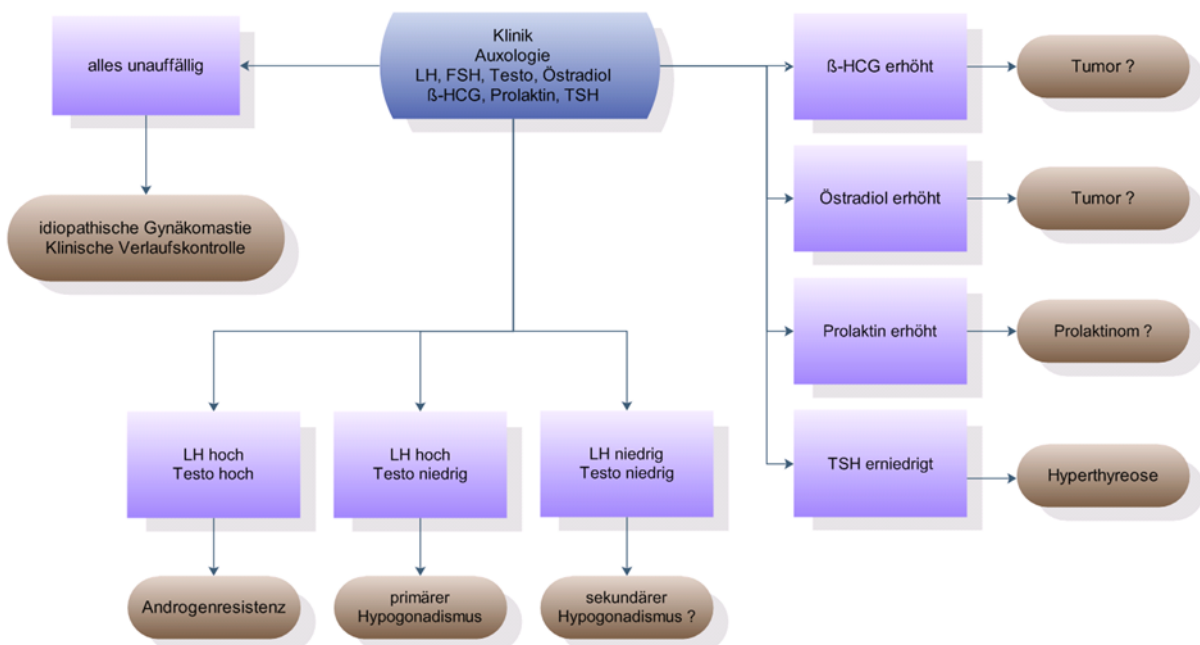 alles unauffällig
idiopathische Gynäkomastie
Klinische Verlaufskontrolle
Klinik
Auxologie
LH, FSH, Testo, Östradiol
ß-HCG, Prolaktin, TSH
ß-HCG erhöht
Tumor ?
Östradiol erhöht
Tumor ?
Prolaktin erhöht
Prolaktinom ?
TSH erniedrigt
Hyperthyreose
LH hoch
Testo hoch
Androgenresistenz
LH hoch
Testo niedrig
primärer
Hypogonadismus
LH niedrig
Testo niedrig
sekundärer
Hypogonadismus ?